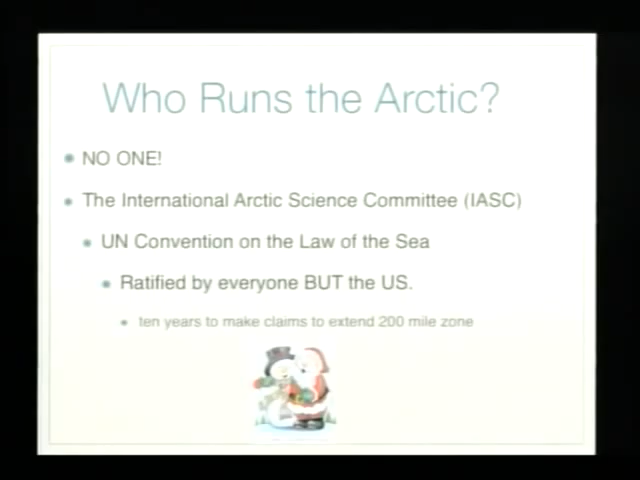 Who Runs the Arctic?
NO ONE!
The International Arctic Science Committee (IASC)
UN Convention on the Law of the Sea
Ratified by everyone BUT the US.
ten years to make claims to extend 200 mile zone